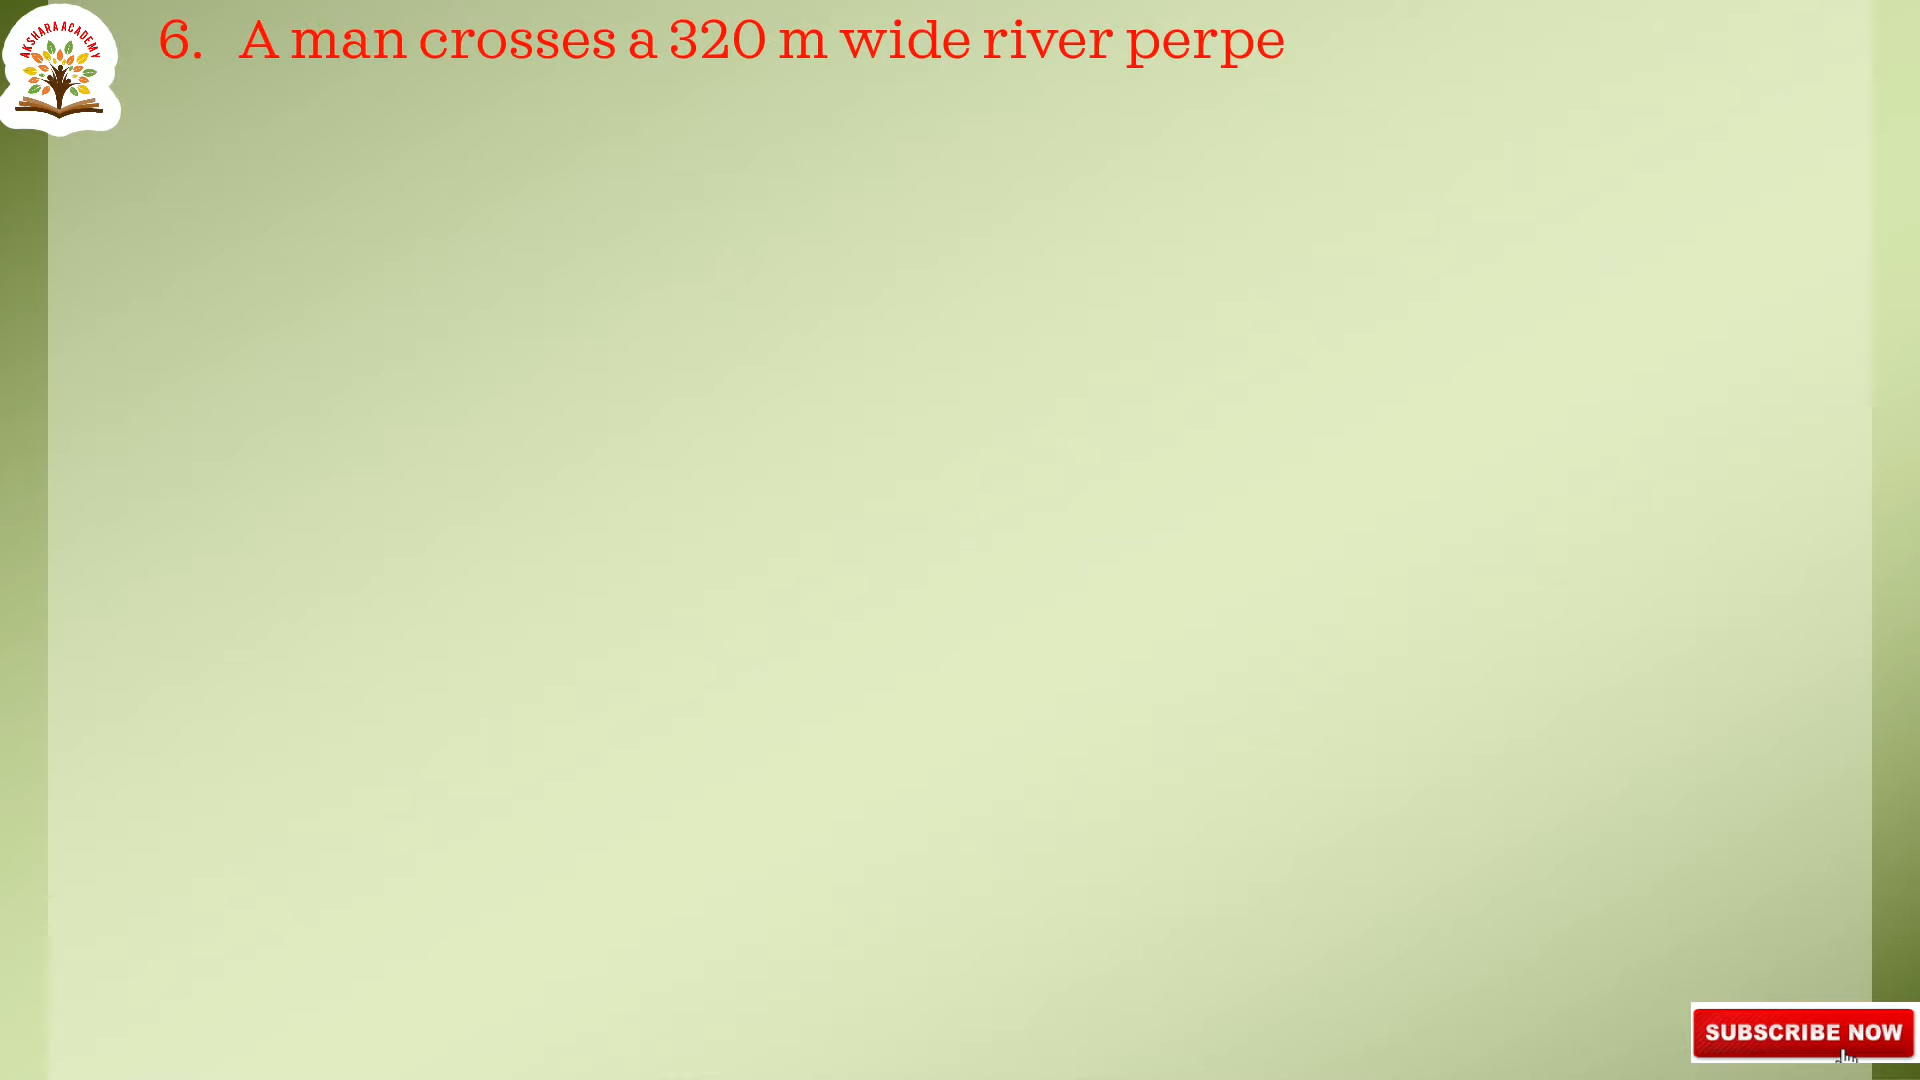 AKSHARA ACADEMY
6. A man crosses a 320 m wide river perpe
SUBSCRIBE NOW